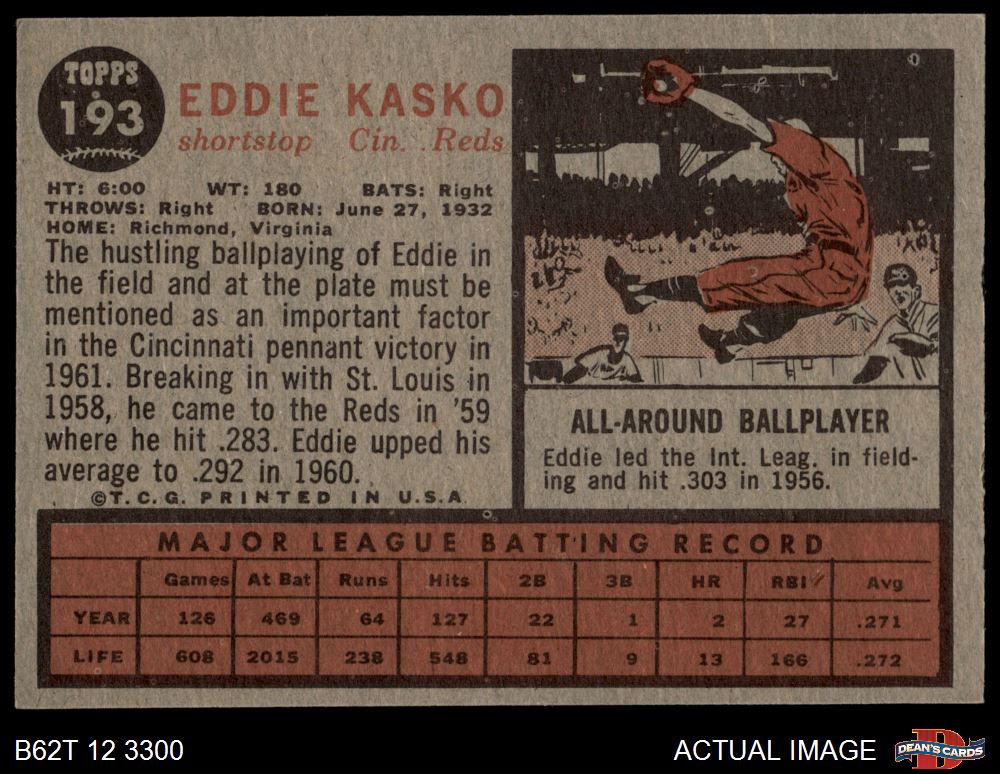 TOPPS
193
EDDIE KASKO
shortstop Cin. . Reds
HT: 6:00 WT: 180 BATS: Right
THROWS: Right BORN: June 27, 1932
HOME: Richmond, Virginia
The hustling ballplaying of Eddie in
the field and at the plate must be
mentioned as an important factor
in the Cincinnati pennant victory in
1961. Breaking in with St. Louis in
1958, he came to the Reds in '59
where he hit .283. Eddie upped his
average to .292 in 1960.
©T. C. G. PRINTED IN U.S.A.
ALL-AROUND BALLPLAYER
Eddie led the Int. Leag. in field-
ing and hit .303 in 1956.
MAJOR LEAGUE BATTING RECORD
Games At Bat Runs Hits 2B 3B HR RBI Avg
YEAR 126 469 64 127 22 1 2 27 .271
LIFE 608 2015 238 548 81 9 13 166 .272
B62T 12 3300
ACTUAL IMAGE
DEAN'S CARDS